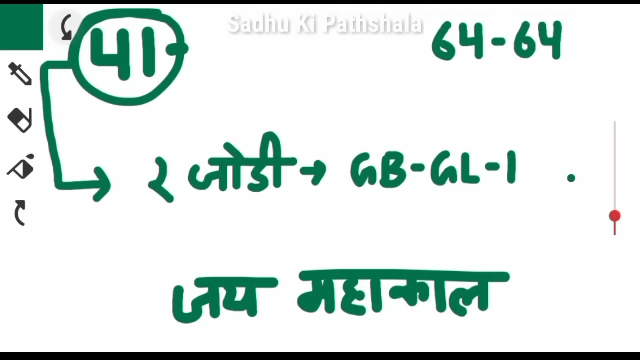 Sadhu Ki Pathshala
41 64-64
२ जोडी → GB-GL-1 .
जय महाकाल